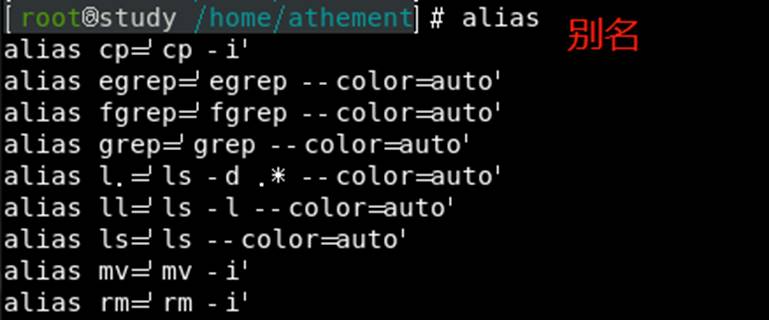 [root@study /home/athement]# alias
别名
alias cp='cp -i'
alias egrep='egrep --color=auto'
alias fgrep='fgrep --color=auto'
alias grep='grep --color=auto'
alias l.='ls -d .* --color=auto'
alias ll='ls -l --color=auto'
alias ls='ls --color=auto'
alias mv='mv -i'
alias rm='rm -i'